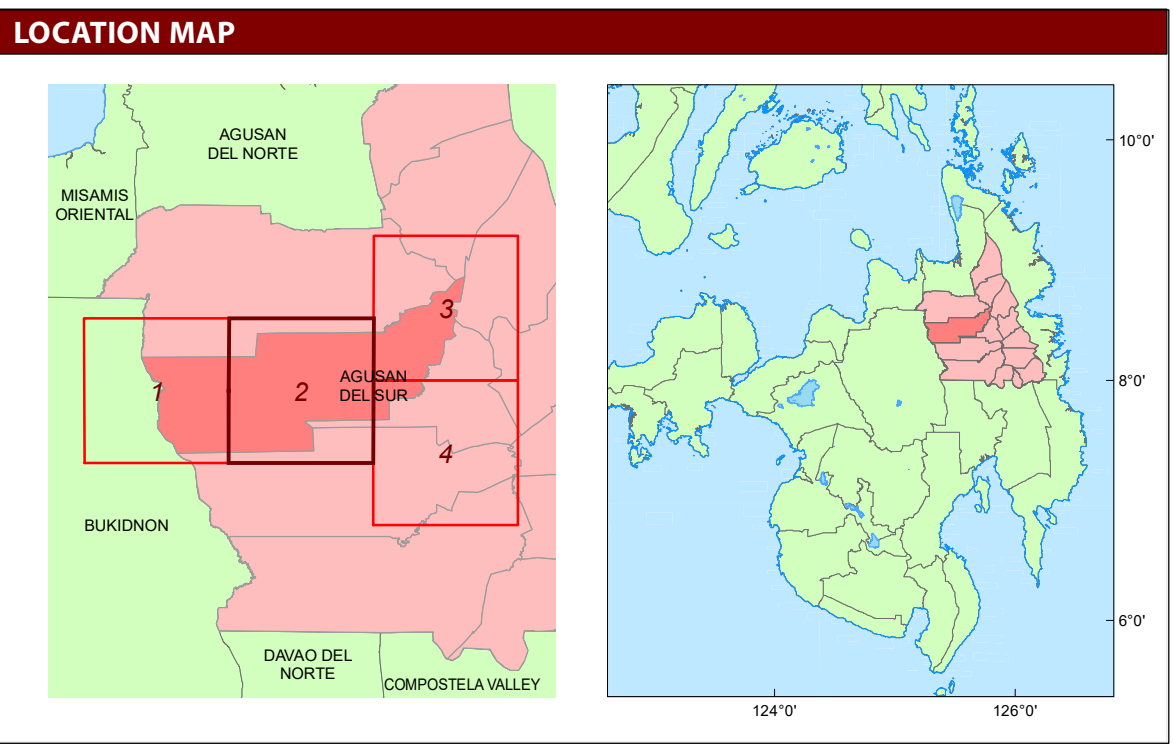 LOCATION MAP
AGUSAN
DEL NORTE
MISAMIS
ORIENTAL
3
1
2
AGUSAN
DEL SUR
4
BUKIDNON
DAVAO DEL
NORTE
COMPOSTELA VALLEY
10°0'
8°0'
6°0'
124°0'
126°0'